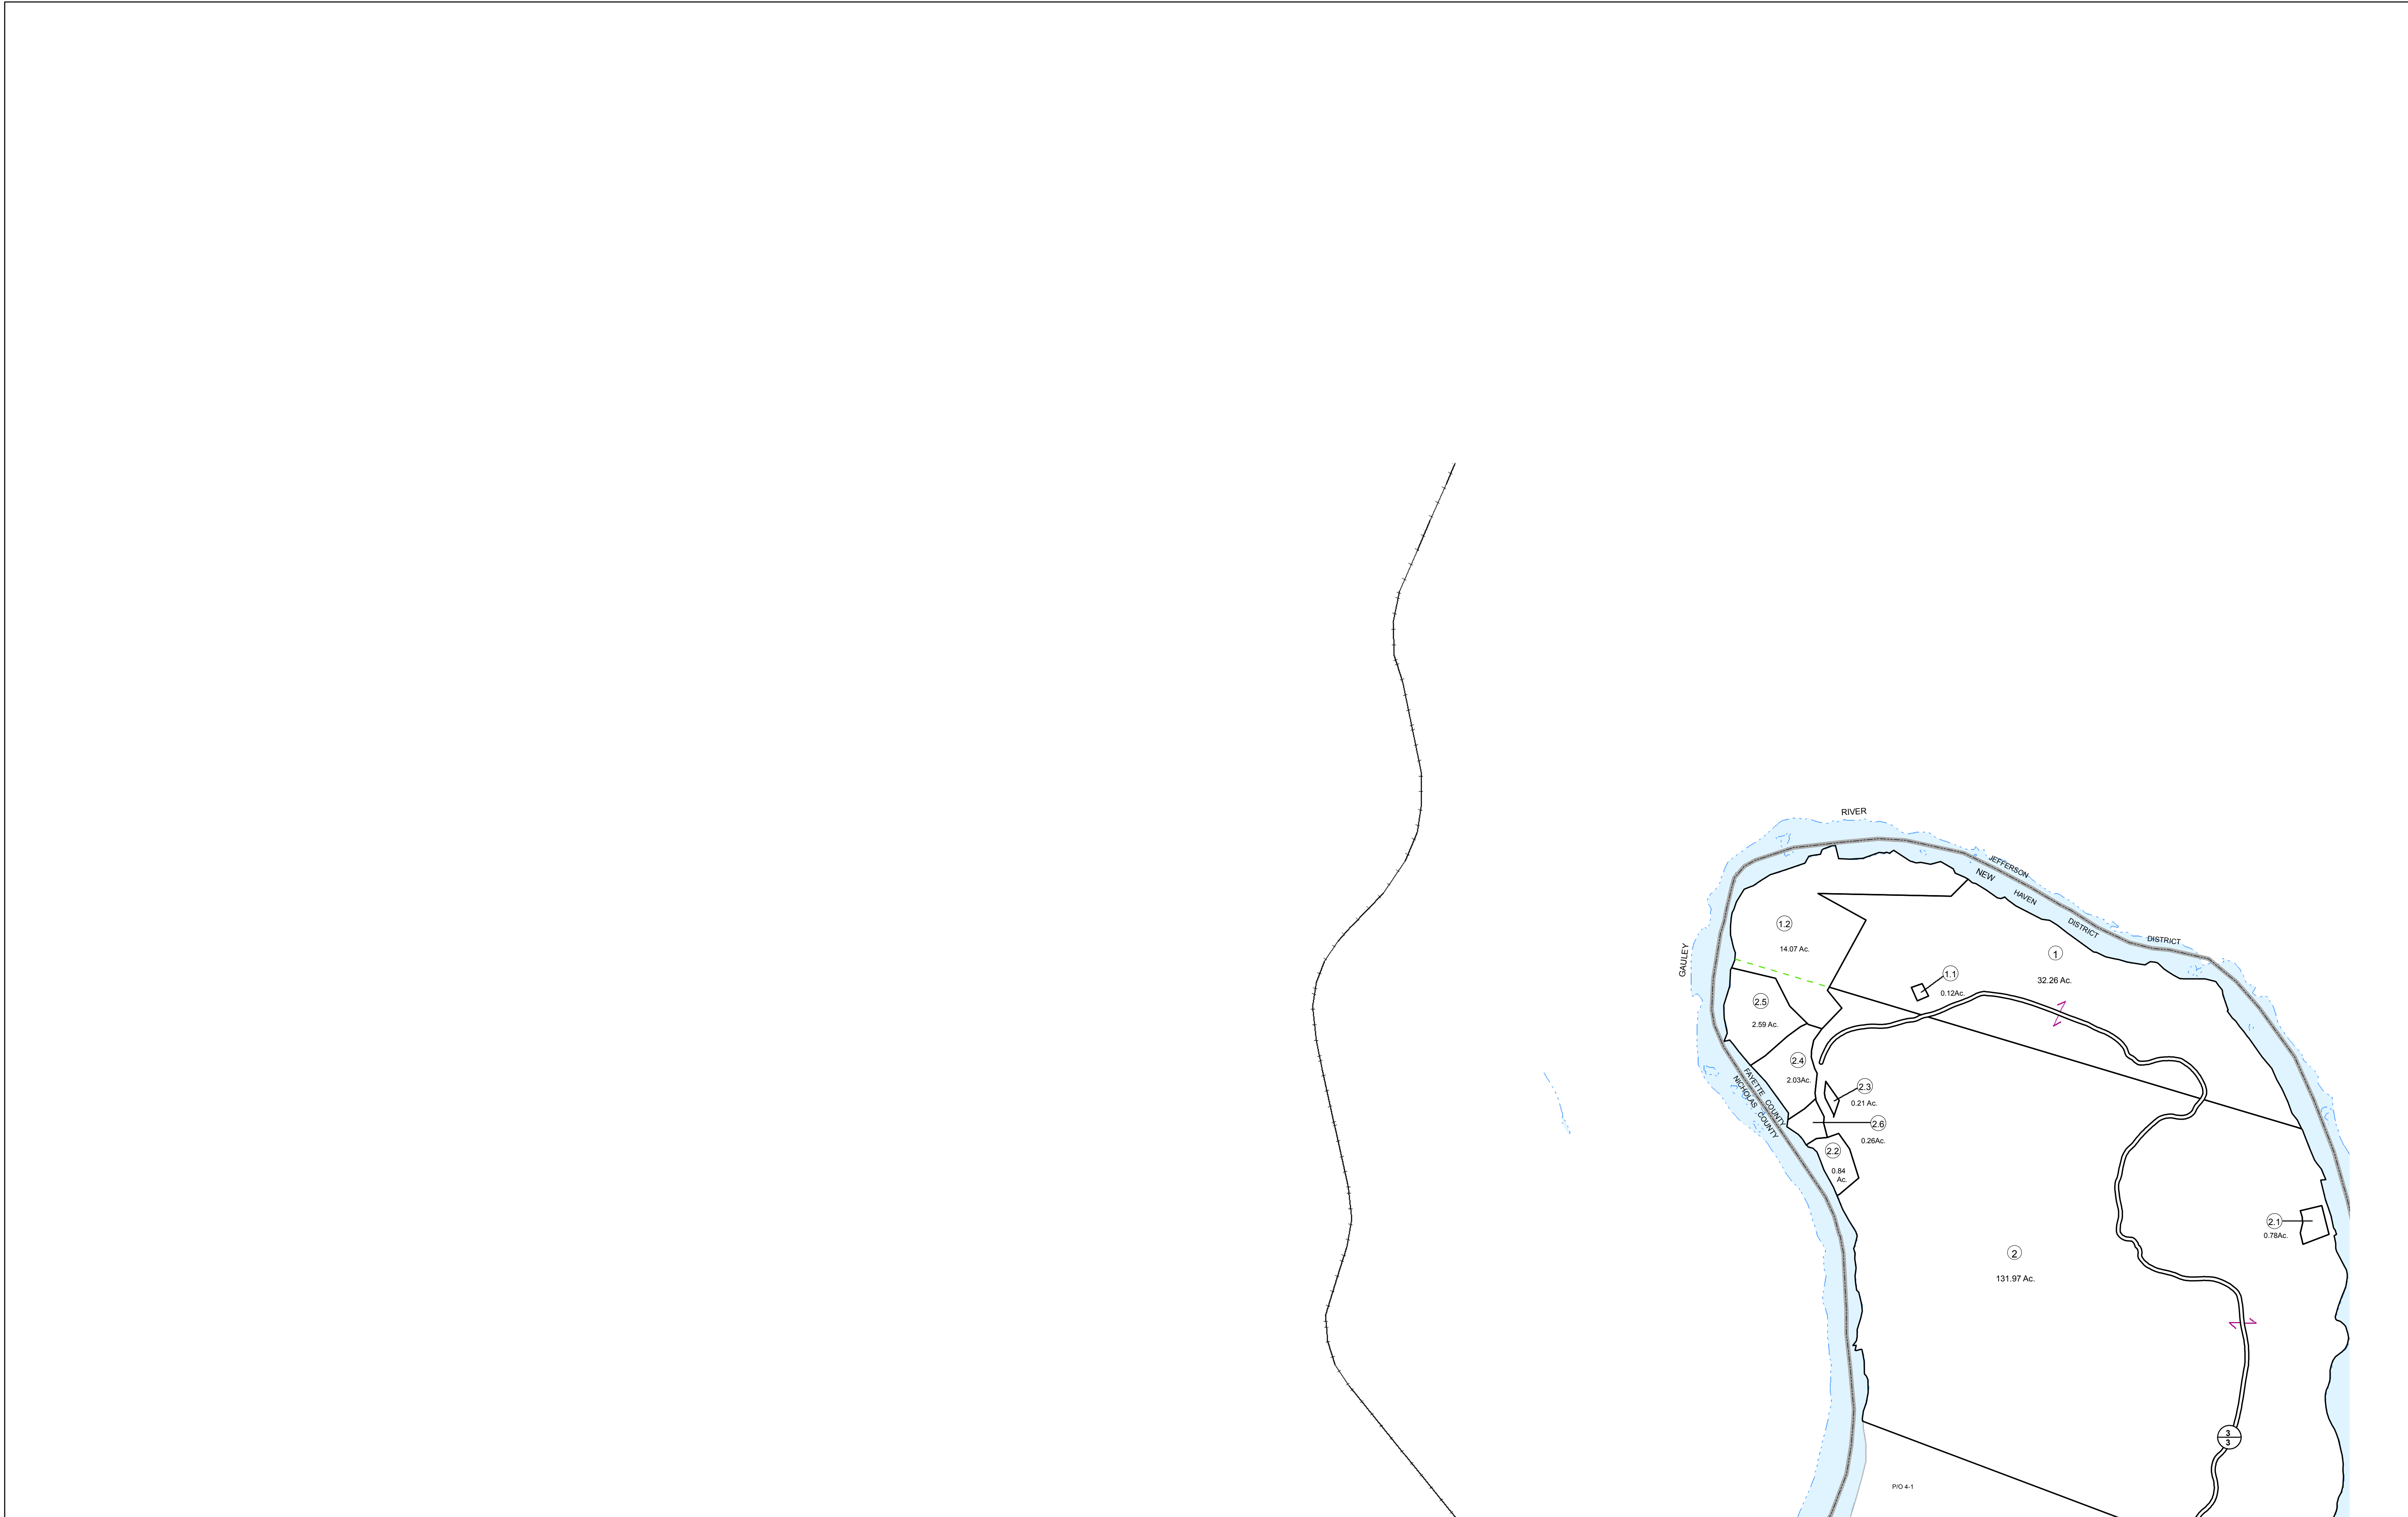 RIVER
JEFFERSON
NEW
HAVEN
DISTRICT
DISTRICT
GAULEY
1.2
14.07 Ac.
1
32.26 Ac.
1.1
0.12Ac.
2.5
2.59 Ac.
2.4
2.03Ac.
FAYETTE COUNTY
NICHOLAS COUNTY
2.3
0.21 Ac.
2.6
0.26Ac.
2.2
0.84
Ac.
2.1
0.78Ac.
2
131.97 Ac.
3
3
P/O 4-1